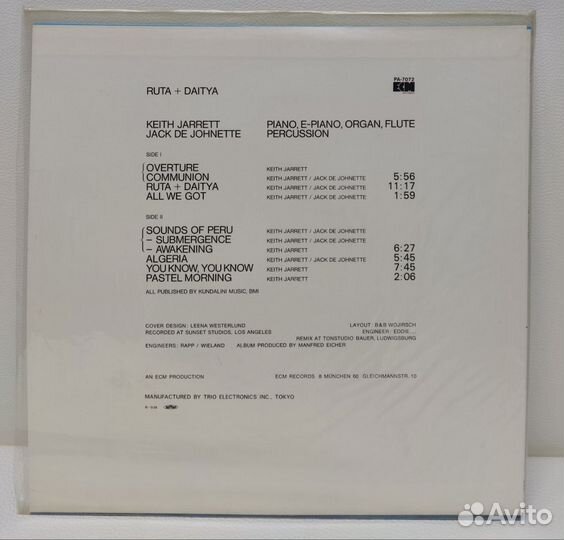 PA-7072
ECM
RUTA + DAITYA
KEITH JARRETT PIANO, E-PIANO, ORGAN, FLUTE
JACK DE JOHNETTE PERCUSSION
SIDE I
OVERTURE KEITH JARRETT
COMMUNION KEITH JARRETT / JACK DE JOHNETTE 5:56
RUTA + DAITYA KEITH JARRETT / JACK DE JOHNETTE 11:17
ALL WE GOT KEITH JARRETT / JACK DE JOHNETTE 1:59
SIDE II
SOUNDS OF PERU KEITH JARRETT / JACK DE JOHNETTE
– SUBMERGENCE KEITH JARRETT / JACK DE JOHNETTE
– AWAKENING KEITH JARRETT 6:27
ALGERIA KEITH JARRETT / JACK DE JOHNETTE 5:45
YOU KNOW, YOU KNOW KEITH JARRETT 7:45
PASTEL MORNING KEITH JARRETT 2:06
ALL PUBLISHED BY KUNDALINI MUSIC, BMI
COVER DESIGN : LEENA WESTERLUND LAYOUT : B&B WOJIRSCH
RECORDED AT SUNSET STUDIOS, LOS ANGELES ENGINEER : EDDIE....
REMIX AT TONSTUDIO BAUER, LUDWIGSBURG
ENGINEERS : RAPP / WIELAND ALBUM PRODUCED BY MANFRED EICHER
AN ECM PRODUCTION ECM RECORDS 8 MÜNCHEN 60 GLEICHMANNSTR. 10
MANUFACTURED BY TRIO ELECTRONICS INC., TOKYO
Avito